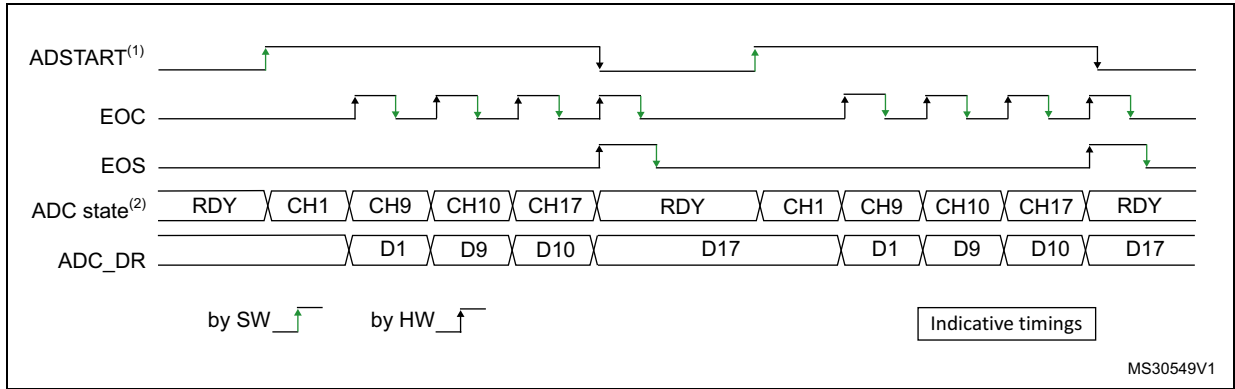 ADSTART(1)
EOC
EOS
ADC state(2) RDY CH1 CH9 CH10 CH17 RDY CH1 CH9 CH10 CH17 RDY
ADC_DR D1 D9 D10 D17 D1 D9 D10 D17
by SW by HW Indicative timings
MS30549V1